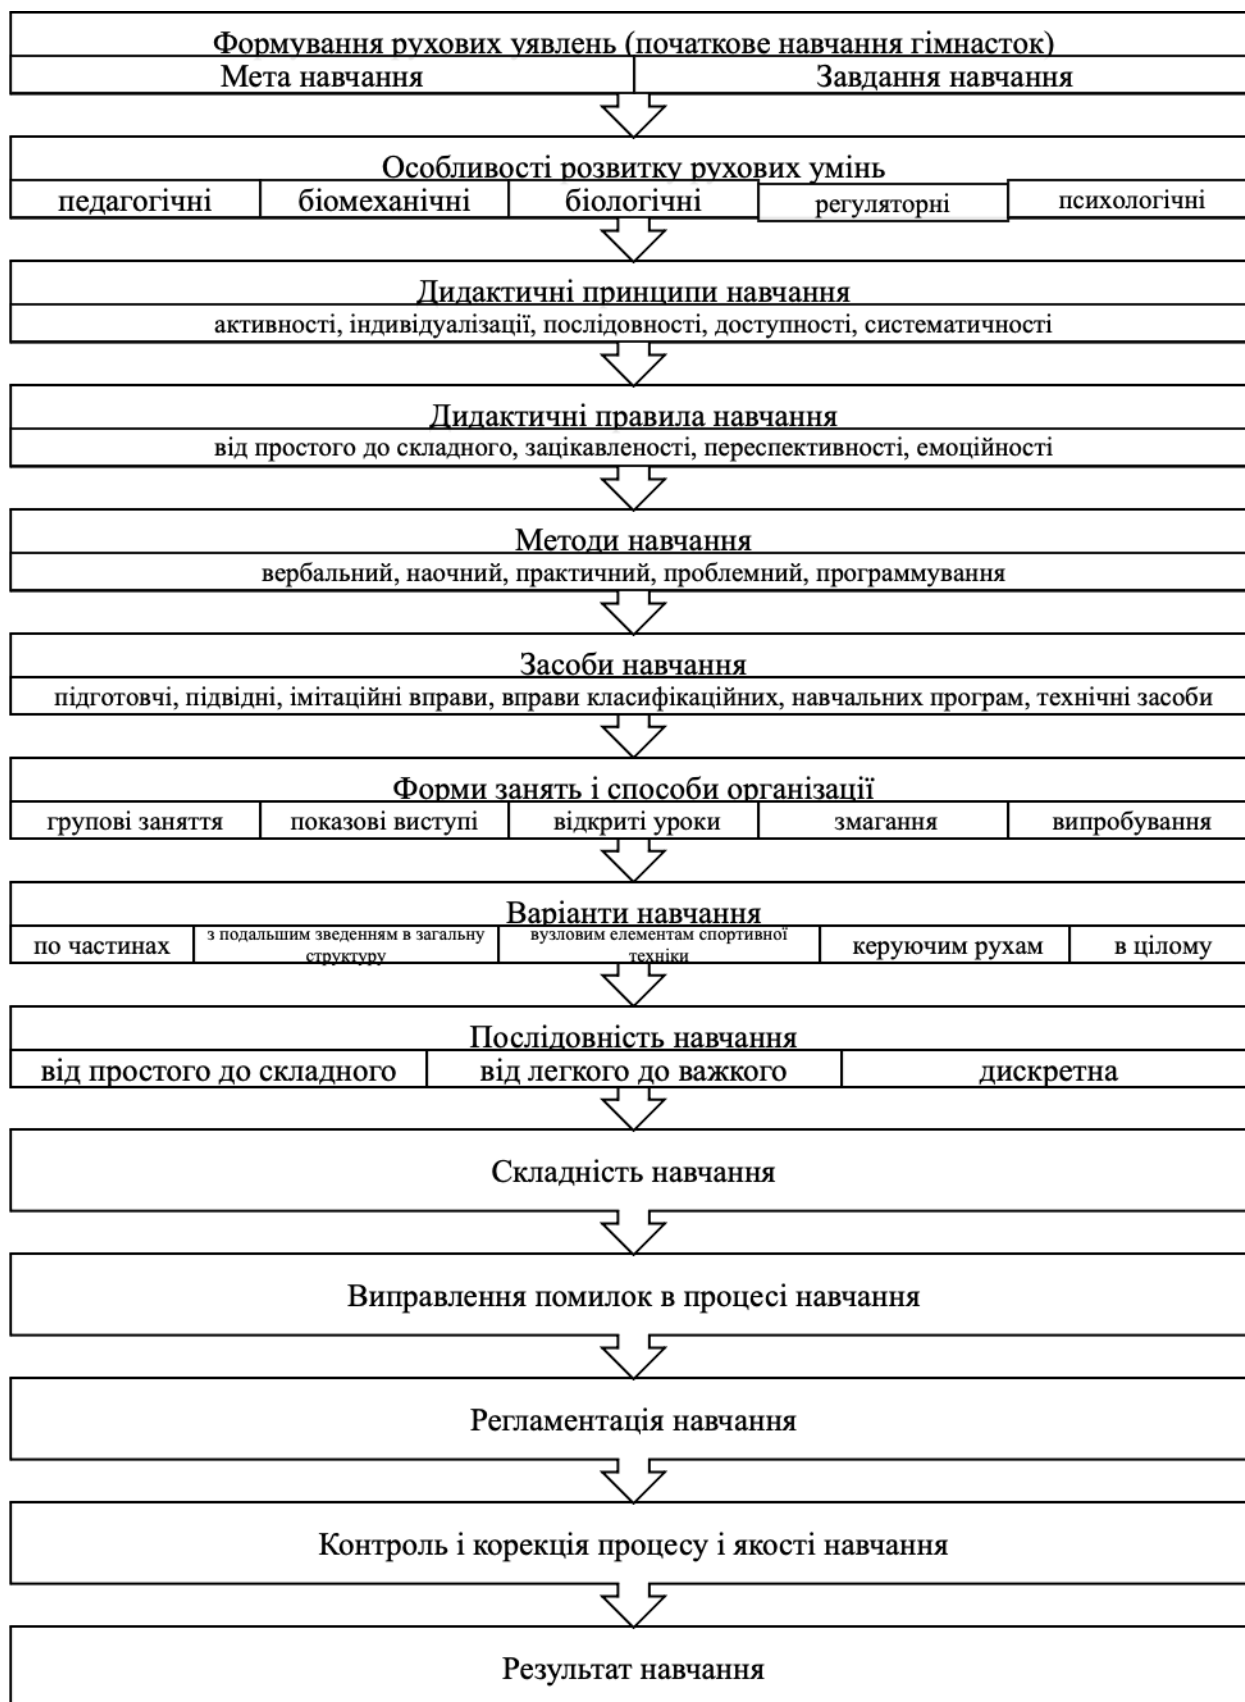 Формування рухових уявлень (початкове навчання гімнасток)
Мета навчання
Завдання навчання
Особливості розвитку рухових умінь
педагогічні
біомеханічні
біологічні
регуляторні
психологічні
Дидактичні принципи навчання
активності, індивідуалізації, послідовності, доступності, систематичності
Дидактичні правила навчання
від простого до складного, зацікавленості, переспективності, емоційності
Методи навчання
вербальний, наочний, практичний, проблемний, программування
Засоби навчання
підготовчі, підвідні, імітаційні вправи, вправи класифікаційних, навчальних програм, технічні засоби
Форми занять і способи організації
групові заняття
показові виступі
відкриті уроки
змагання
випробування
Варіанти навчання
по частинах
з подальшим зведенням в загальну
структуру
вузловим елементам спортивної
техніки
керуючим рухам
в цілому
Послідовність навчання
від простого до складного
від легкого до важкого
дискретна
Складність навчання
Виправлення помилок в процесі навчання
Регламентація навчання
Контроль і корекція процесу і якості навчання
Результат навчання